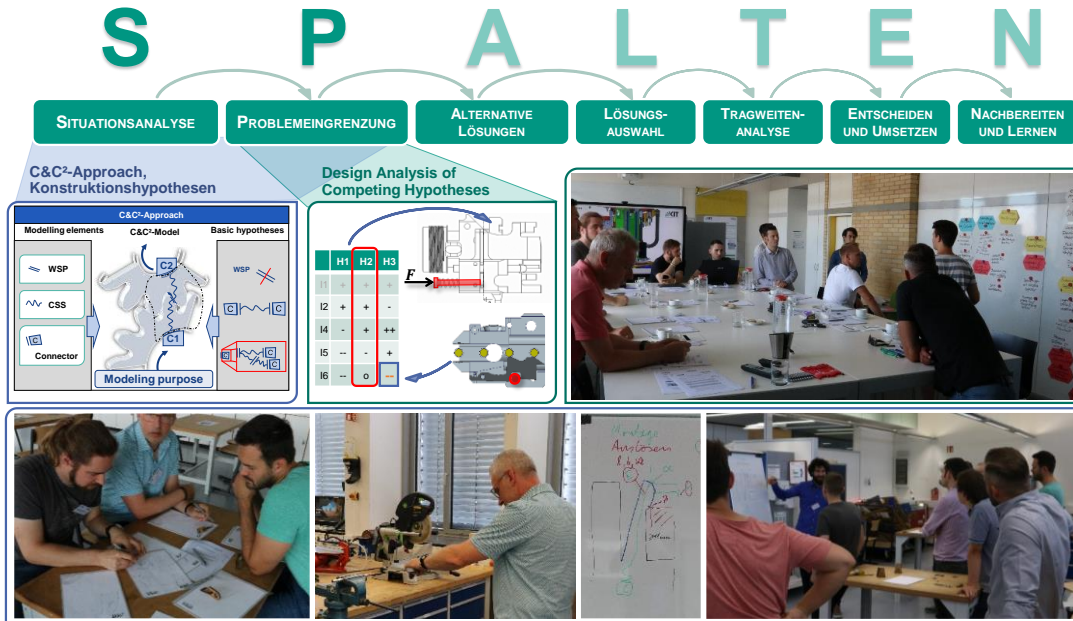 S P A L T E N
SITUATIONSANALYSE
PROBLEMEINGRENZUNG
ALTERNATIVE
LÖSUNGEN
LÖSUNGS-
AUSWAHL
TRAGWEITEN-
ANALYSE
ENTSCHEIDEN
UND UMSETZEN
NACHBEREITEN
UND LERNEN
C&C²-Approach,
Konstruktionshypothesen
Design Analysis of
Competing Hypotheses
C&C²-Approach
Modelling elements
C&C²-Model
Basic hypotheses
WSP
CSS
C
Connector
C2
C1
Modeling purpose
WSP
C C
C C
C
H1 H2 H3
I1 + + +
I2 + + -
I4 - + ++
I5 -- - +
I6 -- o --
F
KIT
Montage
Auslösen